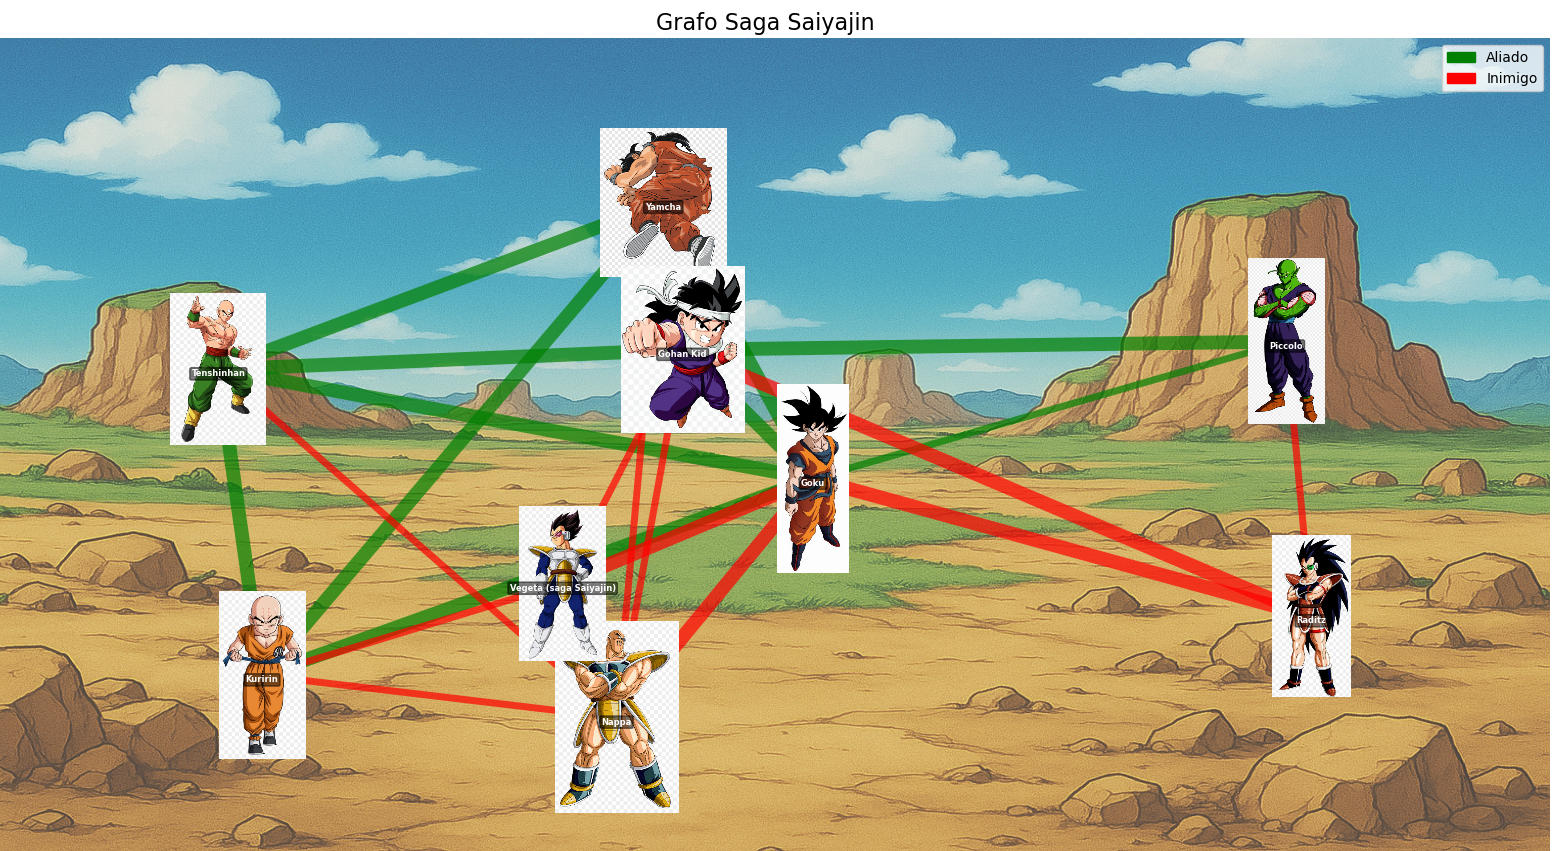 Grafo Saga Saiyajin
Aliado
Inimigo
Yamcha
Gohan Kid
Piccolo
Tenshinhan
Goku
Vegeta (saga Saiyajin)
Raditz
Kuririn
Nappa